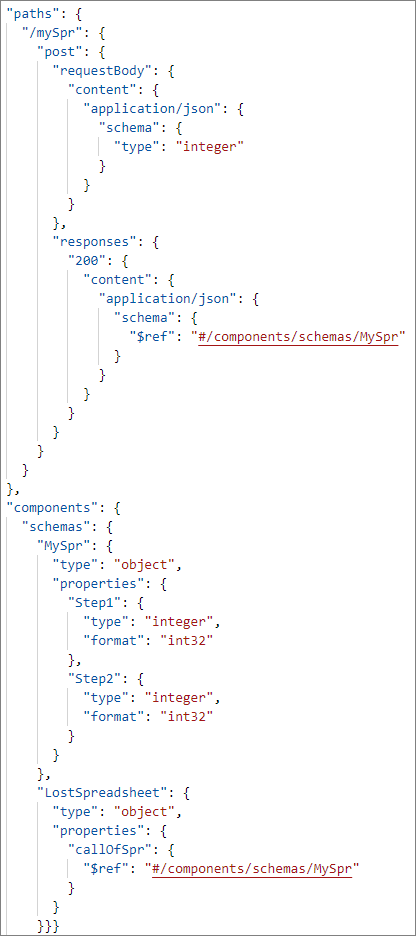 "paths": {
  "/mySpr": {
    "post": {
      "requestBody": {
        "content": {
          "application/json": {
            "schema": {
              "type": "integer"
            }
          }
        }
      },
      "responses": {
        "200": {
          "content": {
            "application/json": {
              "schema": {
                "$ref": "#/components/schemas/MySpr"
              }
            }
          }
        }
      }
    }
  }
},
"components": {
  "schemas": {
    "MySpr": {
      "type": "object",
      "properties": {
        "Step1": {
          "type": "integer",
          "format": "int32"
        },
        "Step2": {
          "type": "integer",
          "format": "int32"
        }
      }
    },
    "LostSpreadsheet": {
      "type": "object",
      "properties": {
        "callOfSpr": {
          "$ref": "#/components/schemas/MySpr"
        }
      }
    }}}